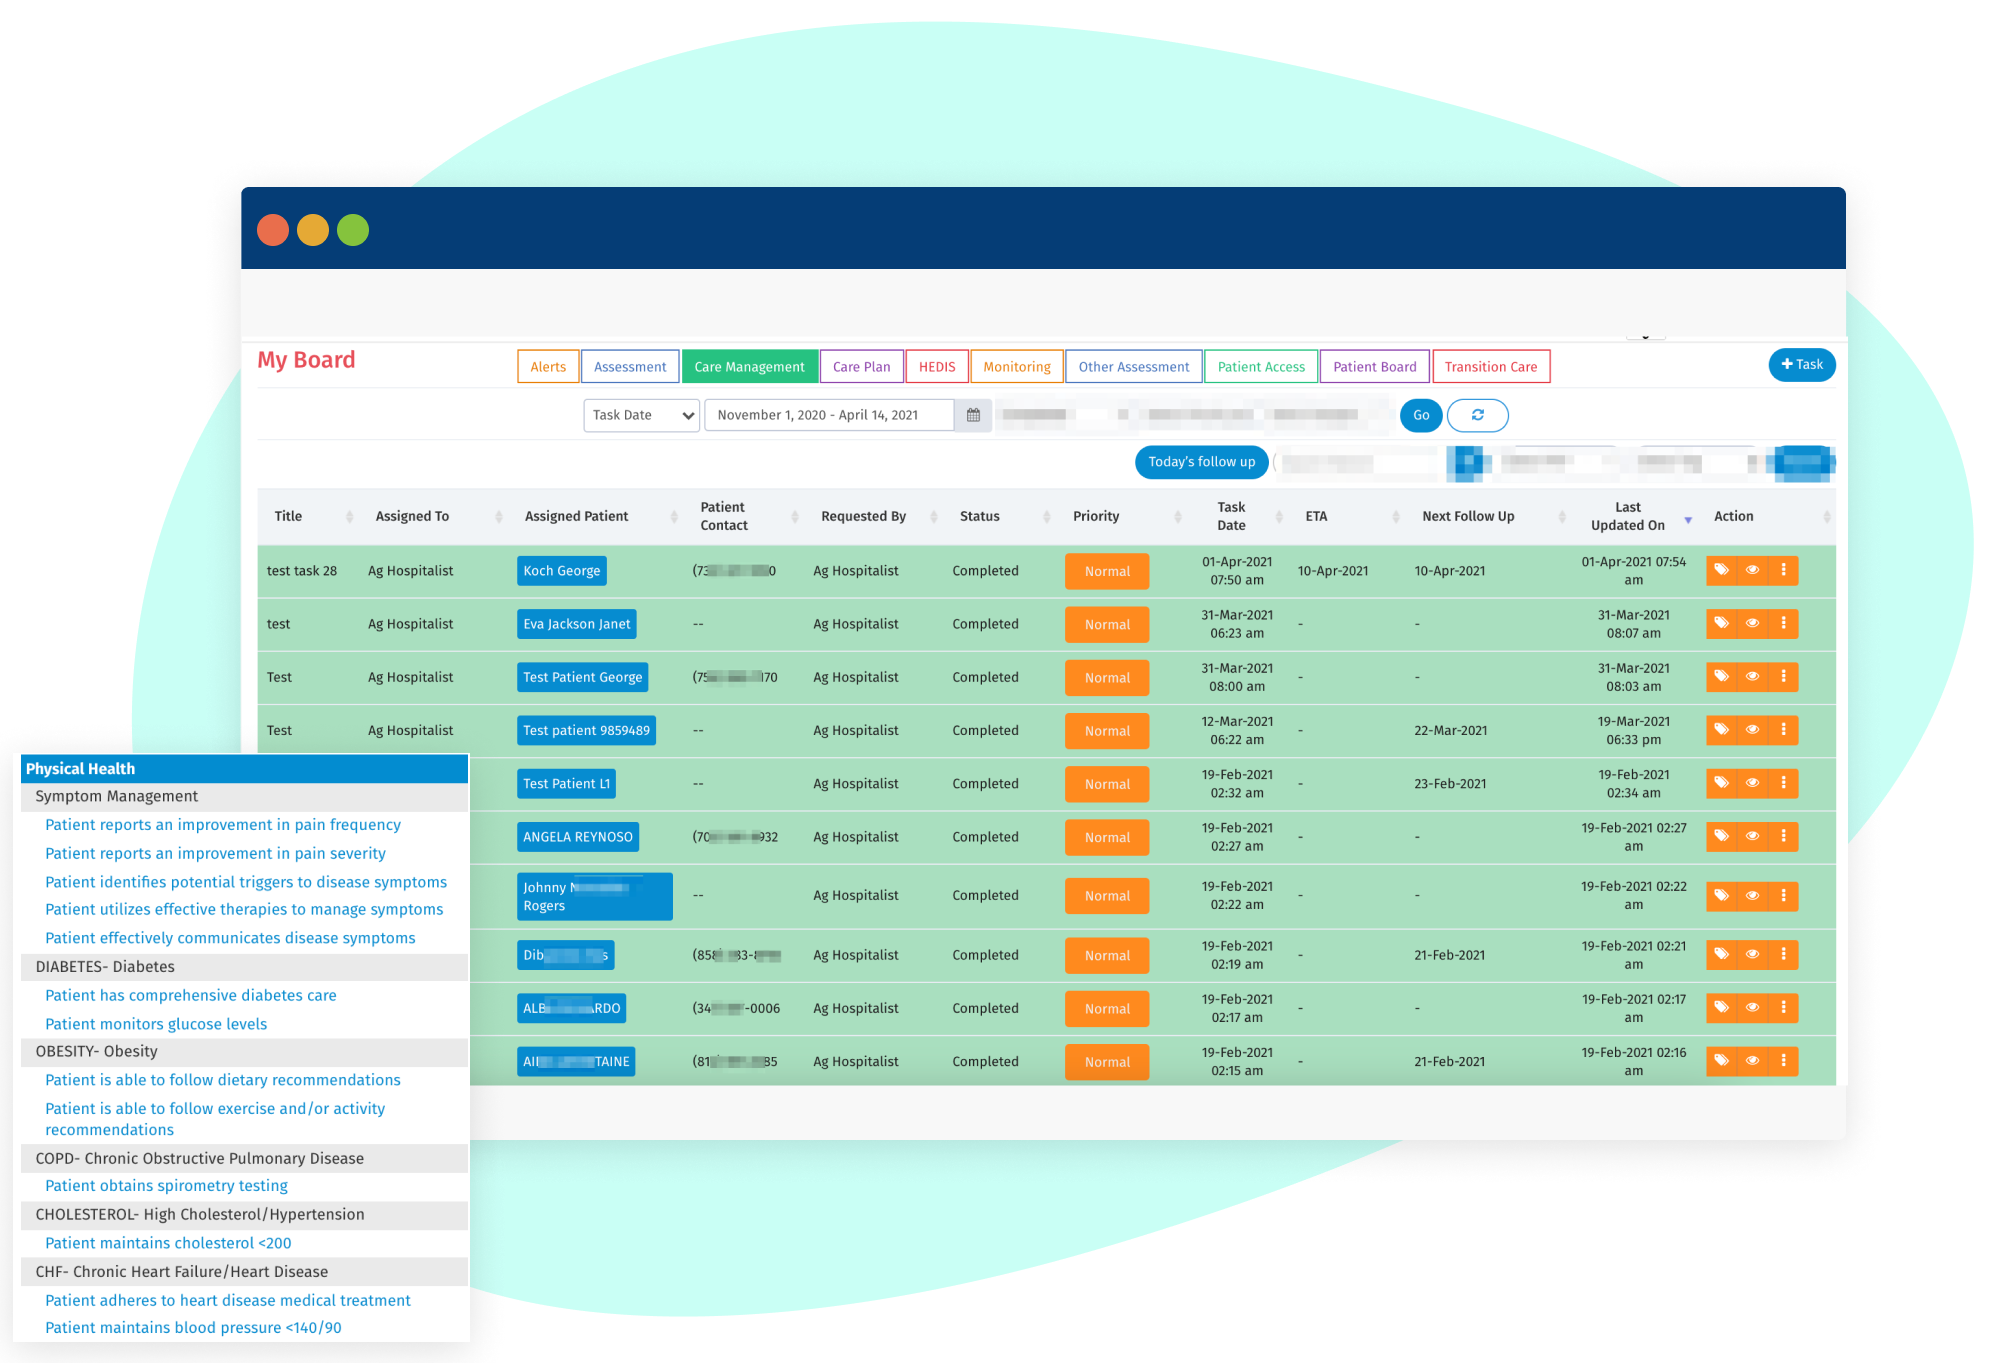 My Board
Alerts Assessment Care Management Care Plan HEDIS Monitoring Other Assessment Patient Access Patient Board Transition Care
+ Task
Task Date November 1, 2020 - April 14, 2021 Go
Today's follow up
Title Assigned To Assigned Patient Patient Contact Requested By Status Priority Task Date ETA Next Follow Up Last Updated On Action
test task 28 Ag Hospitalist Koch George (73 0 Ag Hospitalist Completed Normal 01-Apr-2021 07:50 am 10-Apr-2021 10-Apr-2021 01-Apr-2021 07:54 am
test Ag Hospitalist Eva Jackson Janet -- Ag Hospitalist Completed Normal 31-Mar-2021 06:23 am - - 31-Mar-2021 08:07 am
Test Ag Hospitalist Test Patient George (75 170 Ag Hospitalist Completed Normal 31-Mar-2021 08:00 am - - 31-Mar-2021 08:03 am
Test Ag Hospitalist Test patient 9859489 -- Ag Hospitalist Completed Normal 12-Mar-2021 06:22 am - 22-Mar-2021 19-Mar-2021 06:33 pm
Test Patient L1 -- Ag Hospitalist Completed Normal 19-Feb-2021 02:32 am - 23-Feb-2021 19-Feb-2021 02:34 am
ANGELA REYNOSO (70 932 Ag Hospitalist Completed Normal 19-Feb-2021 02:27 am - - 19-Feb-2021 02:27 am
Johnny Rogers -- Ag Hospitalist Completed Normal 19-Feb-2021 02:22 am - - 19-Feb-2021 02:22 am
Dib s (858 83-8 Ag Hospitalist Completed Normal 19-Feb-2021 02:19 am - 21-Feb-2021 19-Feb-2021 02:21 am
ALB RDO (34 -0006 Ag Hospitalist Completed Normal 19-Feb-2021 02:17 am - - 19-Feb-2021 02:17 am
TAINE (81 85 Ag Hospitalist Completed Normal 19-Feb-2021 02:15 am - 21-Feb-2021 19-Feb-2021 02:16 am
Physical Health
Symptom Management
Patient reports an improvement in pain frequency
Patient reports an improvement in pain severity
Patient identifies potential triggers to disease symptoms
Patient utilizes effective therapies to manage symptoms
Patient effectively communicates disease symptoms
DIABETES- Diabetes
Patient has comprehensive diabetes care
Patient monitors glucose levels
OBESITY- Obesity
Patient is able to follow dietary recommendations
Patient is able to follow exercise and/or activity
recommendations
COPD- Chronic Obstructive Pulmonary Disease
Patient obtains spirometry testing
CHOLESTEROL- High Cholesterol/Hypertension
Patient maintains cholesterol <200
CHF- Chronic Heart Failure/Heart Disease
Patient adheres to heart disease medical treatment
Patient maintains blood pressure <140/90